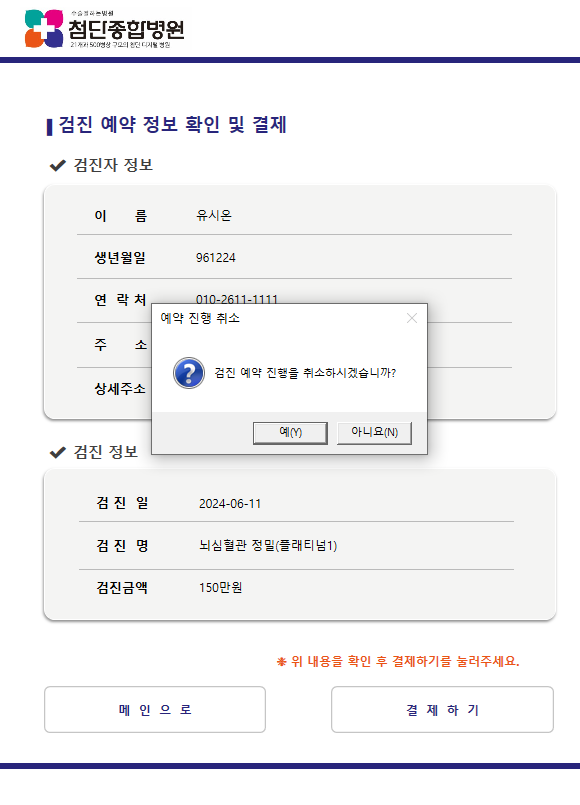 수술잘하는병원
첨단종합병원
21개과 500병상 규모의 첨단 디지털 병원
검진 예약 정보 확인 및 결제
검진자 정보
이 름 유시온
생년월일 961224
연 락 처 010-2611-1111
주 소
상세주소
예약 진행 취소
검진 예약 진행을 취소하시겠습니까?
예(Y) 아니요(N)
검진 정보
검 진 일 2024-06-11
검 진 명 뇌심혈관 정밀(플래티넘1)
검진금액 150만원
❉ 위 내용을 확인 후 결제하기를 눌러주세요.
메 인 으 로 결 제 하 기